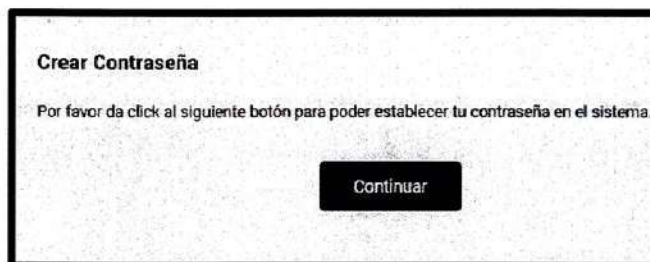 Crear Contraseña
Por favor da click al siguiente botón para poder establecer tu contraseña en el sistema.
Continuar